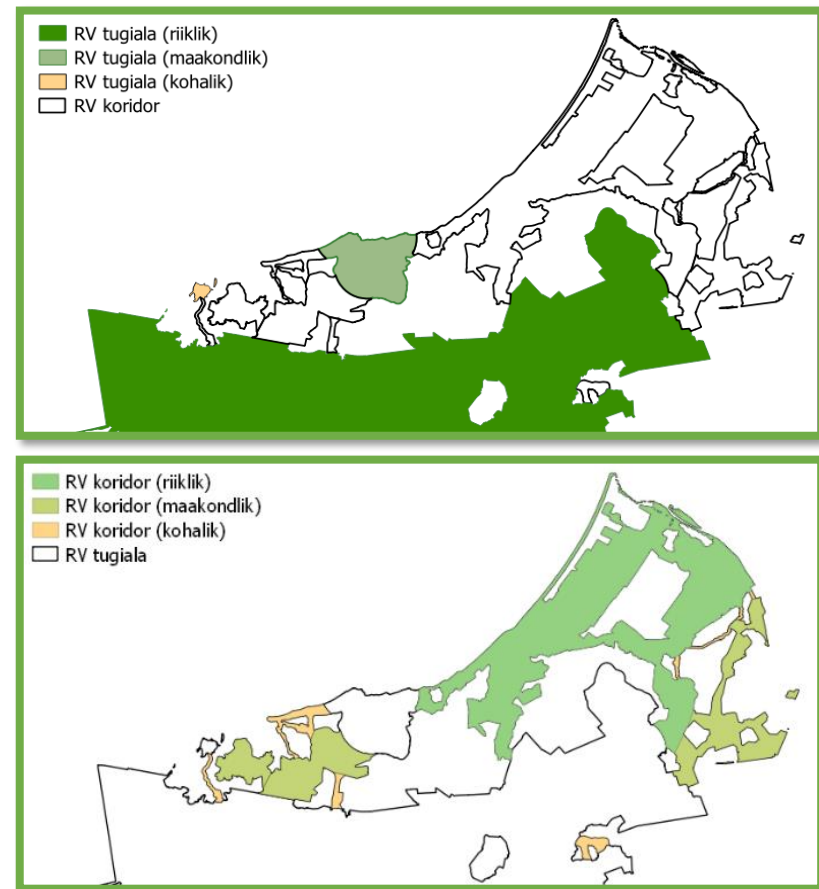 RV tugiala (riiklik)
RV tugiala (maakondlik)
RV tugiala (kohalik)
RV koridor
RV koridor (riiklik)
RV koridor (maakondlik)
RV koridor (kohalik)
RV tugiala